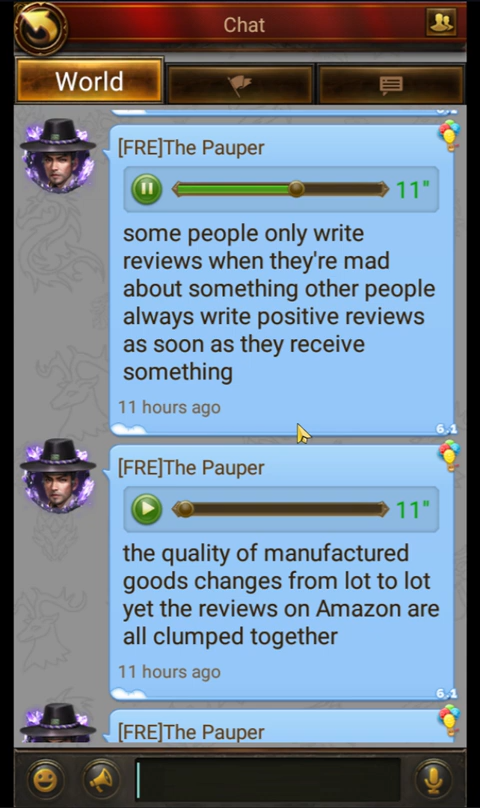 Chat
World
[FRE]The Pauper
11"
some people only write
reviews when they're mad
about something other people
always write positive reviews
as soon as they receive
something
11 hours ago
6.1
[FRE]The Pauper
11"
the quality of manufactured
goods changes from lot to lot
yet the reviews on Amazon are
all clumped together
11 hours ago
6.1
[FRE]The Pauper